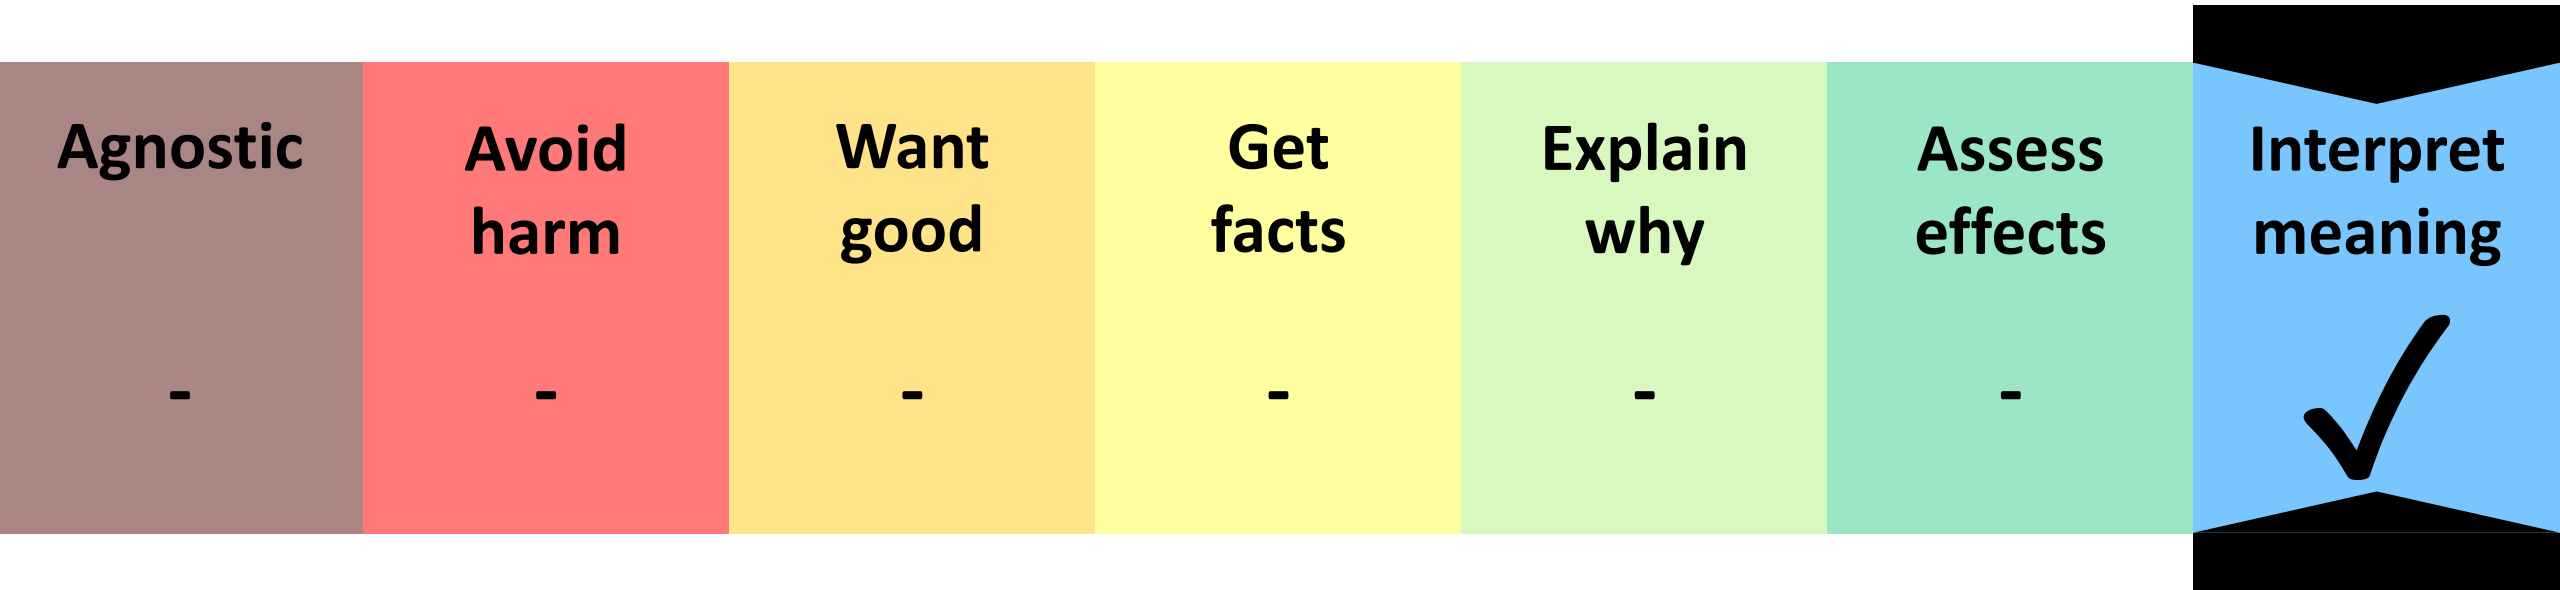 Agnostic
Avoid
harm
Want
good
Get
facts
Explain
why
Assess
effects
Interpret
meaning
- - - - - - ✓